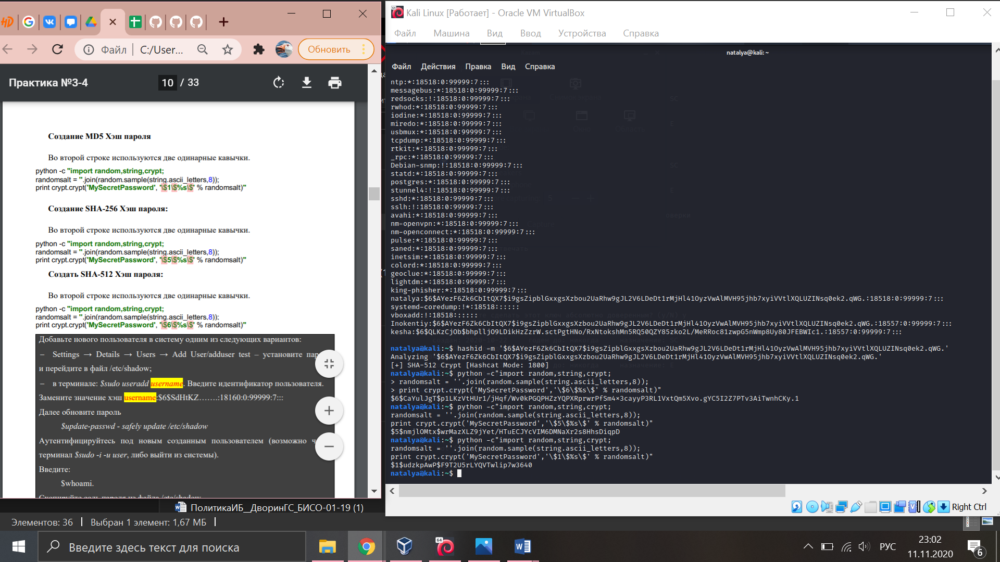 Файл
C:/User...
Обновить
Практика №3-4
10 / 33
Создание MD5 Хэш пароля
Во второй строке используются две одинарные кавычки.
python -c "import random,string,crypt;
randomsalt = ''.join(random.sample(string.ascii_letters,8));
print crypt.crypt('MySecretPassword', '\$1\$%s\$' % randomsalt)"
Создание SHA-256 Хэш пароля:
Во второй строке используются две одинарные кавычки.
python -c "import random,string,crypt;
randomsalt = ''.join(random.sample(string.ascii_letters,8));
print crypt.crypt('MySecretPassword', '\$5\$%s\$' % randomsalt)"
Создать SHA-512 Хэш пароля:
Во второй строке используются две одинарные кавычки.
python -c "import random,string,crypt;
randomsalt = ''.join(random.sample(string.ascii_letters,8));
print crypt.crypt('MySecretPassword', '\$6\$%s\$' % randomsalt)"
Добавьте нового пользователя в систему одним из следующих вариантов:
– Settings → Details → Users → Add User/adduser test – установите пар
и перейдите в файл /etc/shadow;
– в терминале: $sudo useradd username. Введите идентификатор пользователя.
Замените значение хэш username:$6$SdHtKZ…….:18160:0:99999:7:::
Далее обновите пароль
$update-passwd - safely update /etc/shadow
Аутентифицируйтесь под новым созданным пользователем (возможно ч
терминал $sudo -i -u user, либо выйти из системы).
Введите:
$whoami.
Скопируйте соль пароля из файла /etc/shadow
Kali Linux [Работает] - Oracle VM VirtualBox
Файл Машина Вид Ввод Устройства Справка
natalya@kali: ~
Файл Действия Правка Вид Справка
ntp:*:18518:0:99999:7:::
messagebus:*:18518:0:99999:7:::
redsocks:!:18518:0:99999:7:::
rwhod:*:18518:0:99999:7:::
iodine:*:18518:0:99999:7:::
miredo:*:18518:0:99999:7:::
usbmux:*:18518:0:99999:7:::
tcpdump:*:18518:0:99999:7:::
rtkit:*:18518:0:99999:7:::
_rpc:*:18518:0:99999:7:::
Debian-snmp:!:18518:0:99999:7:::
statd:*:18518:0:99999:7:::
postgres:*:18518:0:99999:7:::
stunnel4:!:18518:0:99999:7:::
sshd:*:18518:0:99999:7:::
sslh:!:18518:0:99999:7:::
avahi:*:18518:0:99999:7:::
nm-openvpn:*:18518:0:99999:7:::
nm-openconnect:*:18518:0:99999:7:::
pulse:*:18518:0:99999:7:::
saned:*:18518:0:99999:7:::
inetsim:*:18518:0:99999:7:::
colord:*:18518:0:99999:7:::
geoclue:*:18518:0:99999:7:::
lightdm:*:18518:0:99999:7:::
king-phisher:*:18518:0:99999:7:::
natalya:$6$AYezF6Zk6CbItQX7$i9gsZipblGxxgsXzbou2UaRhw9gJL2V6LDeDt1rMjHl41OyzVwAlMVH95jhb7xyiVVtlXQLUZINsq0ek2.qWG.:18518:0:99999:7:::
systemd-coredump:!*:18518::::::
vboxadd:!:18518::::::
Inokentiy:$6$AYezF6Zk6CbItQX7$i9gsZipblGxxgsXzbou2UaRhw9gJL2V6LDeDt1rMjHl41OyzVwAlMVH95jhb7xyiVVtlXQLUZINsq0ek2.qWG.:18557:0:99999:7:::
kesha:$6$QLKzCjOb$bhplljO9LDikHzZzrW.sctPgtHNo/RxNtokshMn5RQ50QZY85zko2L/MeRRoc81zwpG5nWmp8Uy80JFEBWIc1.:18557:0:99999:7:::
natalya@kali:~$ hashid -m '$6$AYezF6Zk6CbItQX7$i9gsZipblGxxgsXzbou2UaRhw9gJL2V6LDeDt1rMjHl41OyzVwAlMVH95jhb7xyiVVtlXQLUZINsq0ek2.qWG.'
Analyzing '$6$AYezF6Zk6CbItQX7$i9gsZipblGxxgsXzbou2UaRhw9gJL2V6LDeDt1rMjHl41OyzVwAlMVH95jhb7xyiVVtlXQLUZINsq0ek2.qWG.'
[+] SHA-512 Crypt [Hashcat Mode: 1800]
natalya@kali:~$ python -c"import random,string,crypt;
> randomsalt = ''.join(random.sample(string.ascii_letters,8));
> print crypt.crypt('MySecretPassword','\$6\$%s\$' % randomsalt)"
$6$CaYulJgT$p1LKzVtHUr1/jHqf/Wv0kPGQPHZzYQPXRprwrPfSm4×3cayyP3RL1VxtQm5Xvo.gYC5I2Z7PTv3AiTwnhCKy.1
natalya@kali:~$ python -c"import random,string,crypt;
randomsalt = ''.join(random.sample(string.ascii_letters,8));
print crypt.crypt('MySecretPassword','\$5\$%s\$' % randomsalt)"
$5$nmjlOMtx$wrMazXLZ9jYet/HTuECJYcVIM6DMNaXr2s8HhsDiqpD
natalya@kali:~$ python -c"import random,string,crypt;
randomsalt = ''.join(random.sample(string.ascii_letters,8));
print crypt.crypt('MySecretPassword','\$1\$%s\$' % randomsalt)"
$1$udzkpAwP$F9T2U5rLYQVTwlip7w3640
natalya@kali:~$
Right Ctrl
ПолитикаИБ_ДворинГС_БИСО-01-19 (1)
Элементов: 36
Выбран 1 элемент: 1,67 МБ
Введите здесь текст для поиска
РУС
23:02
11.11.2020
6